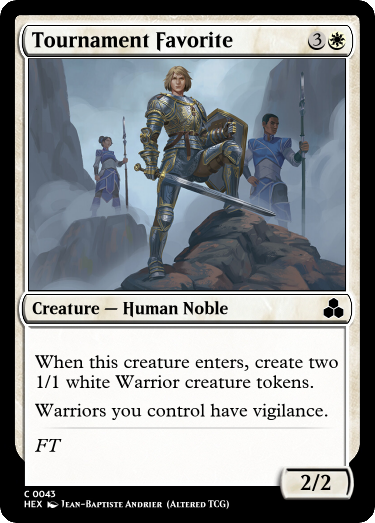 Tournament Favorite 3
Creature — Human Noble
When this creature enters, create two
1/1 white Warrior creature tokens.
Warriors you control have vigilance.
FT
2/2
C 0043
HEX Jean-Baptiste Andrier (Altered TCG)